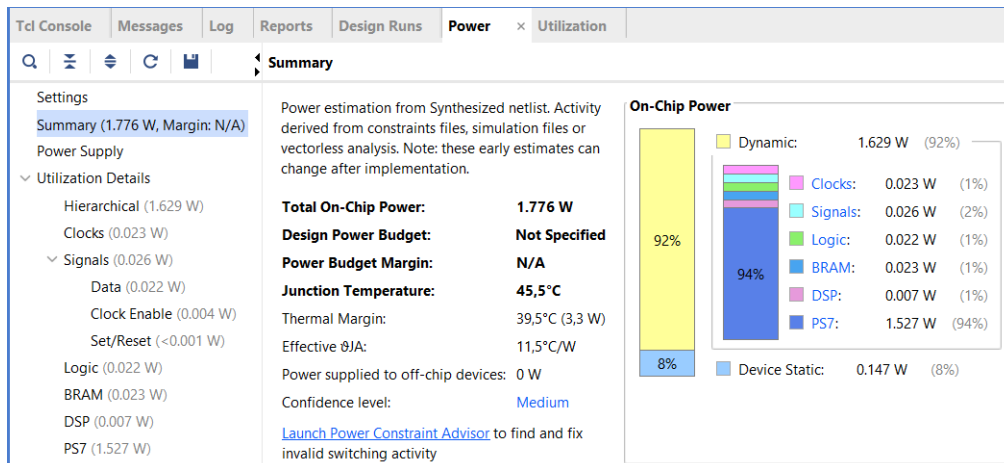 Tcl Console Messages Log Reports Design Runs Power × Utilization
Summary
Settings
Summary (1.776 W, Margin: N/A)
Power Supply
Utilization Details
Hierarchical (1.629 W)
Clocks (0.023 W)
Signals (0.026 W)
Data (0.022 W)
Clock Enable (0.004 W)
Set/Reset (<0.001 W)
Logic (0.022 W)
BRAM (0.023 W)
DSP (0.007 W)
PS7 (1.527 W)
Power estimation from Synthesized netlist. Activity
derived from constraints files, simulation files or
vectorless analysis. Note: these early estimates can
change after implementation.
Total On-Chip Power: 1.776 W
Design Power Budget: Not Specified
Power Budget Margin: N/A
Junction Temperature: 45,5°C
Thermal Margin: 39,5°C (3,3 W)
Effective ϑJA: 11,5°C/W
Power supplied to off-chip devices: 0 W
Confidence level: Medium
Launch Power Constraint Advisor to find and fix
invalid switching activity
On-Chip Power
92%
8%
Dynamic: 1.629 W (92%)
94%
Clocks: 0.023 W (1%)
Signals: 0.026 W (2%)
Logic: 0.022 W (1%)
BRAM: 0.023 W (1%)
DSP: 0.007 W (1%)
PS7: 1.527 W (94%)
Device Static: 0.147 W (8%)